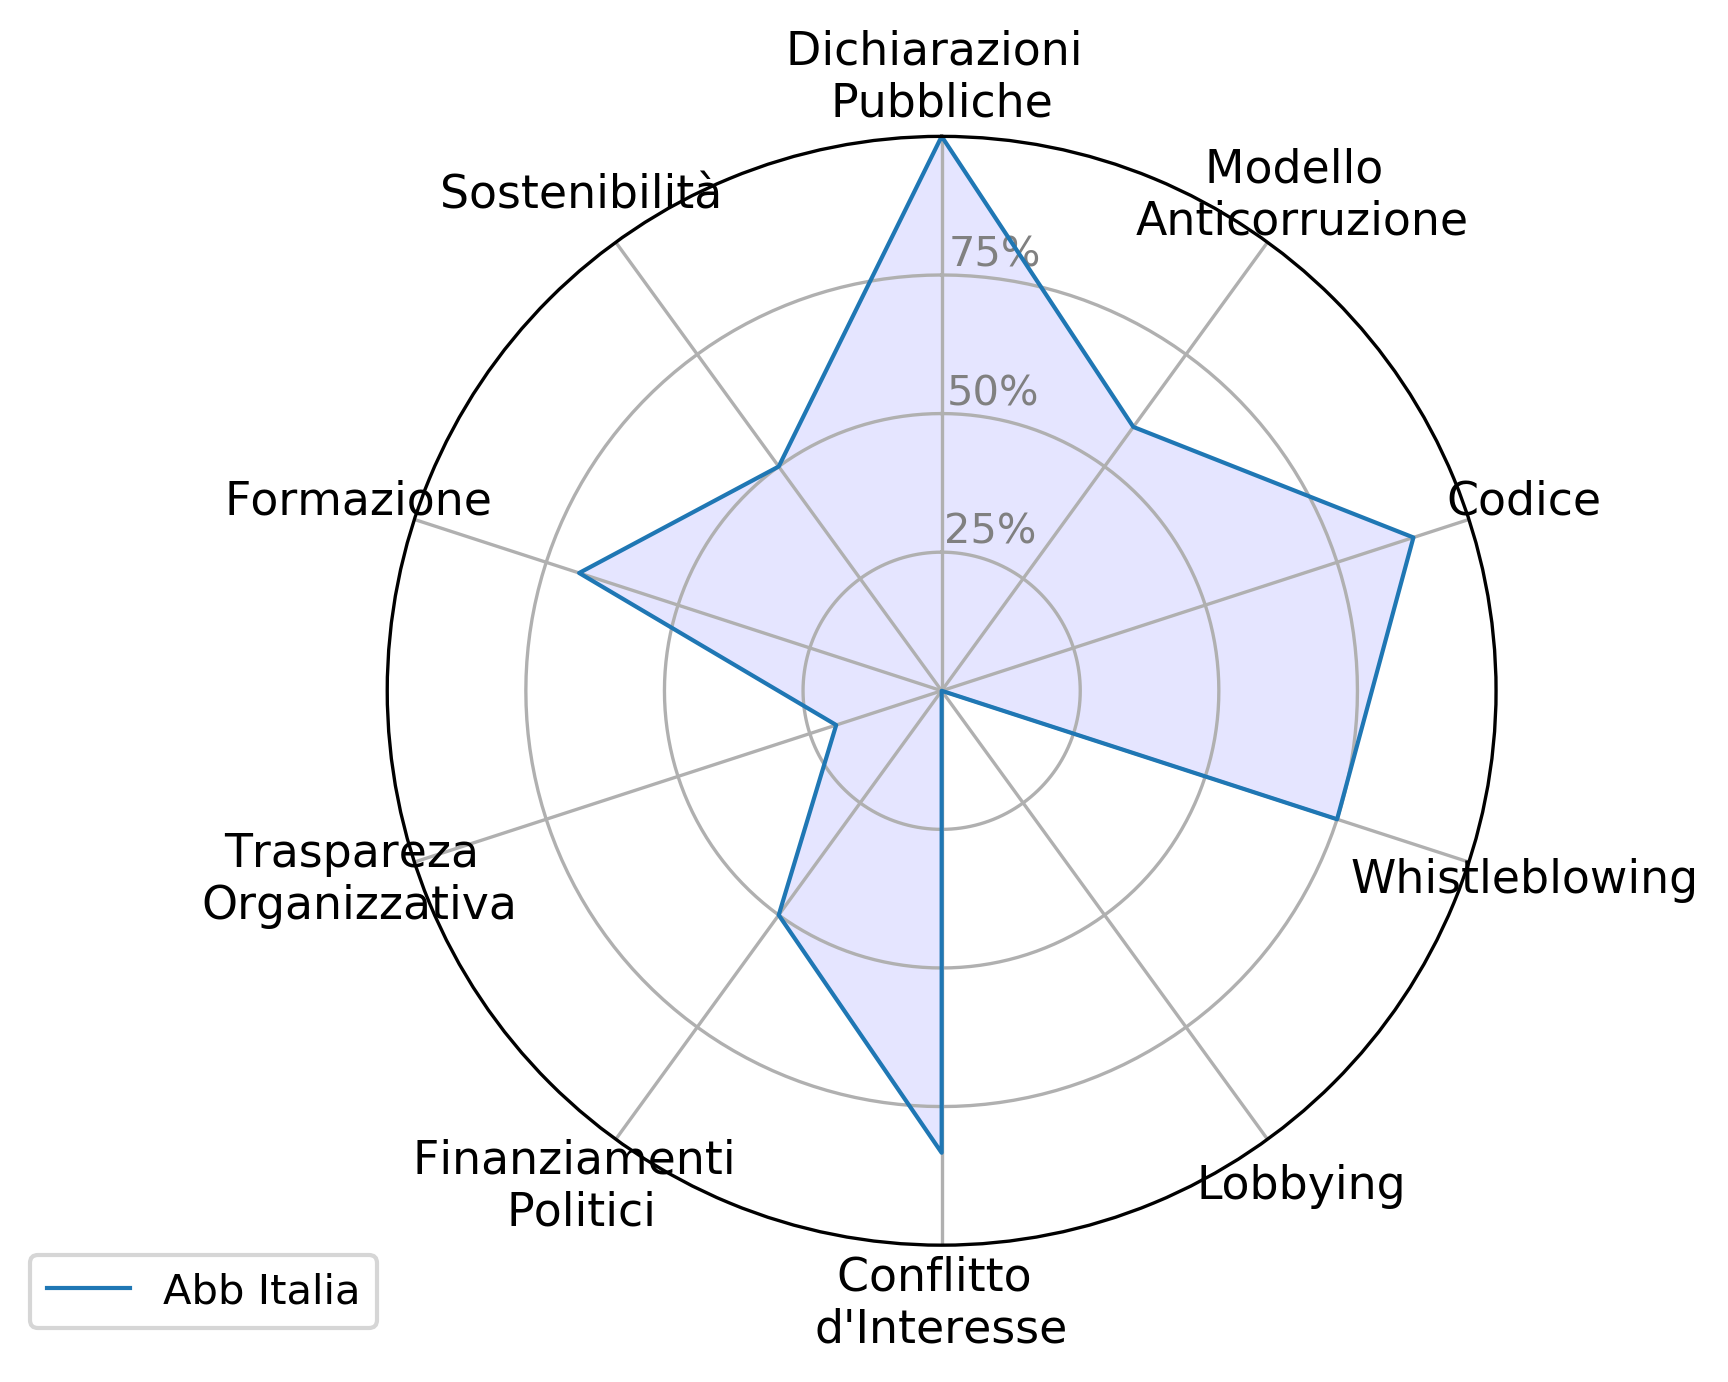 Dichiarazioni
Pubbliche
Modello
Anticorruzione
Sostenibilità
75%
50%
25%
Formazione
Codice
Traspareza
Organizzativa
Whistleblowing
Finanziamenti
Politici
Lobbying
Conflitto
d'Interesse
Abb Italia